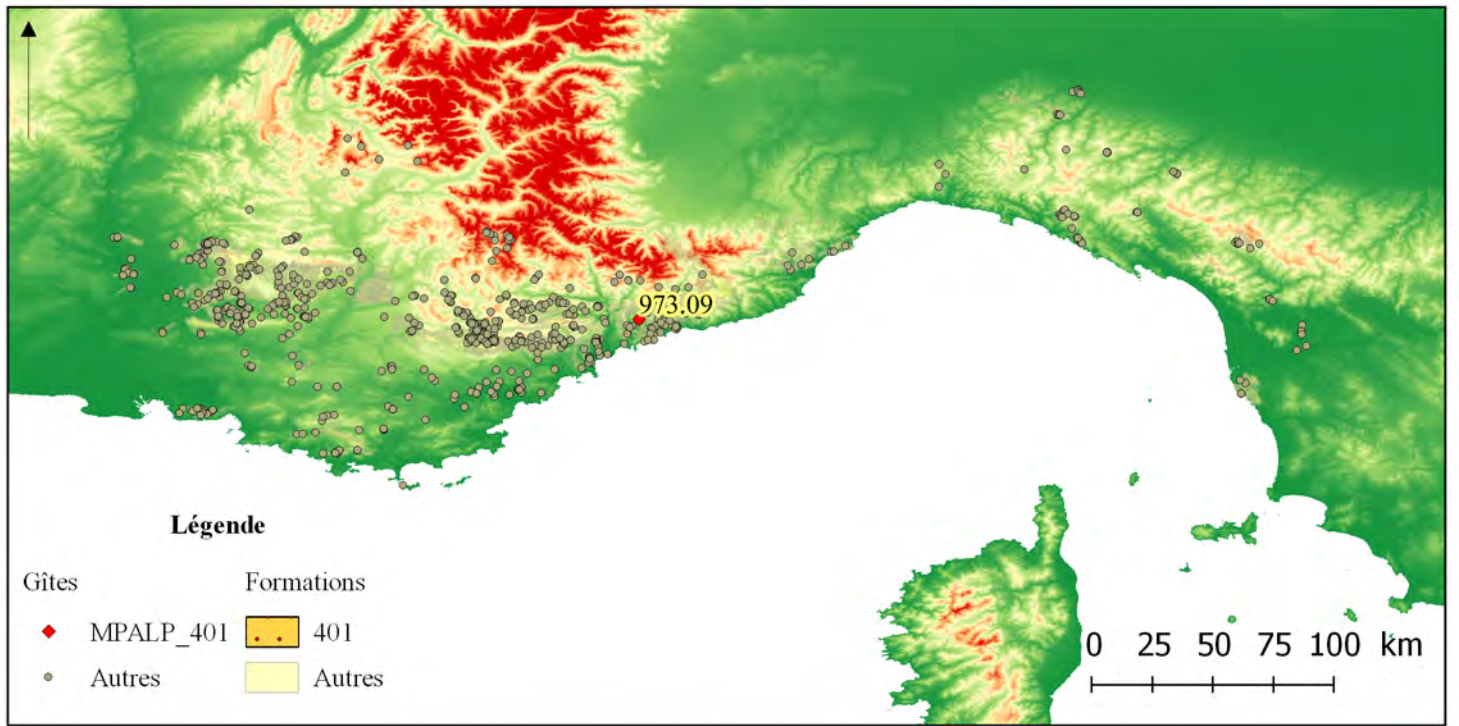 973.09
Légende
Gîtes Formations
MPALP_401 401
Autres Autres
0 25 50 75 100 km